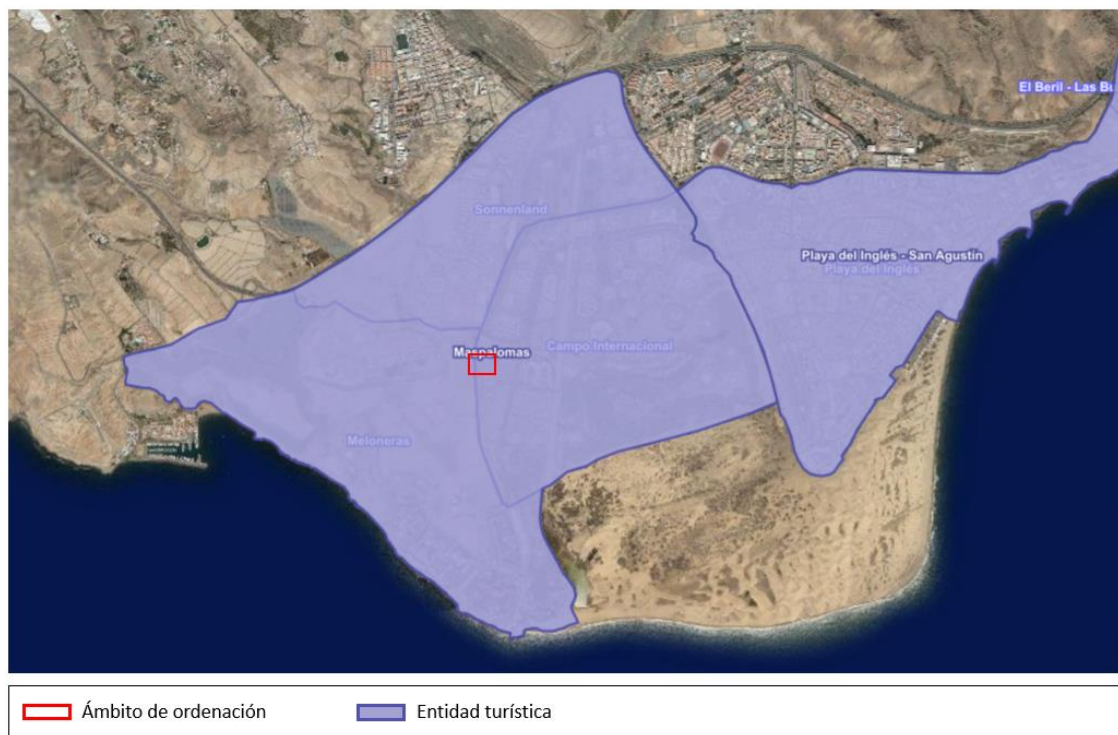 El Beril - Las Bu
Sonnenland
Playa del Inglés - San Agustín
Playa del Inglés
Maspalomas
Campo Internacional
Meloneras
Ámbito de ordenación
Entidad turística